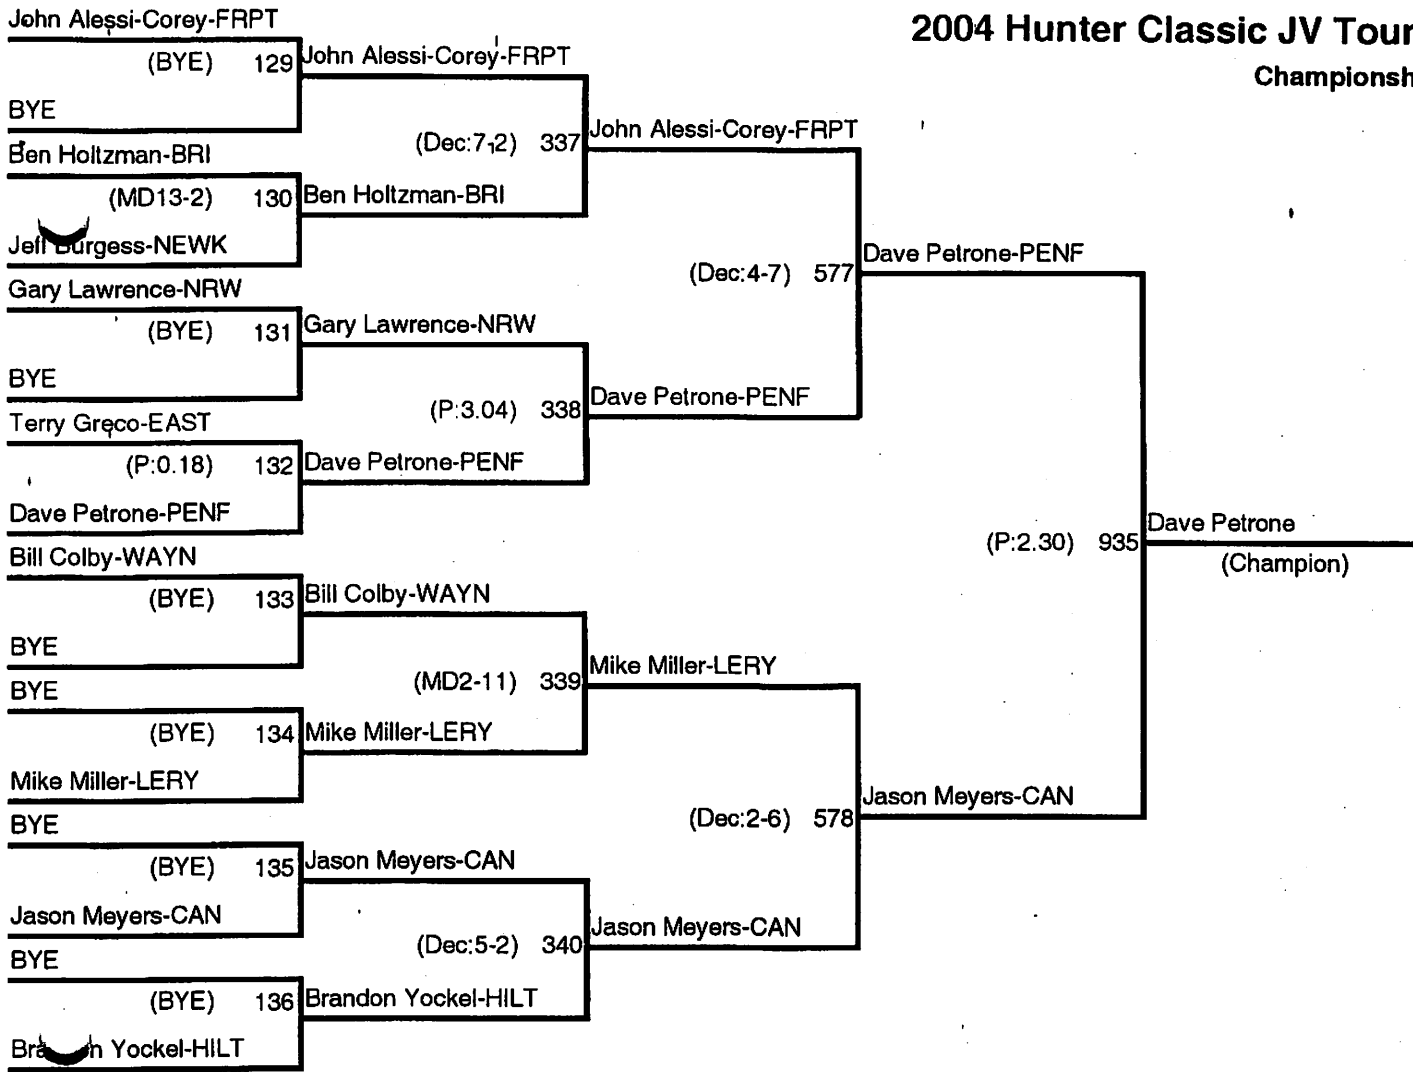 2004 Hunter Classic JV Tour
Championsh
John Alessi-Corey-FRPT
(BYE) 129
BYE
John Alessi-Corey-FRPT
Ben Holtzman-BRI
(MD13-2) 130
Jeff Burgess-NEWK
Ben Holtzman-BRI
(Dec:7-2) 337
John Alessi-Corey-FRPT
Gary Lawrence-NRW
(BYE) 131
BYE
Gary Lawrence-NRW
Terry Greco-EAST
(P:0.18) 132
Dave Petrone-PENF
Dave Petrone-PENF
(P:3.04) 338
Dave Petrone-PENF
(Dec:4-7) 577
Dave Petrone-PENF
Bill Colby-WAYN
(BYE) 133
BYE
Bill Colby-WAYN
BYE
(BYE) 134
Mike Miller-LERY
Mike Miller-LERY
(MD2-11) 339
Mike Miller-LERY
BYE
(BYE) 135
Jason Meyers-CAN
Jason Meyers-CAN
BYE
(BYE) 136
Brandon Yockel-HILT
Brandon Yockel-HILT
(Dec:5-2) 340
Jason Meyers-CAN
(Dec:2-6) 578
Jason Meyers-CAN
(P:2.30) 935
Dave Petrone
(Champion)